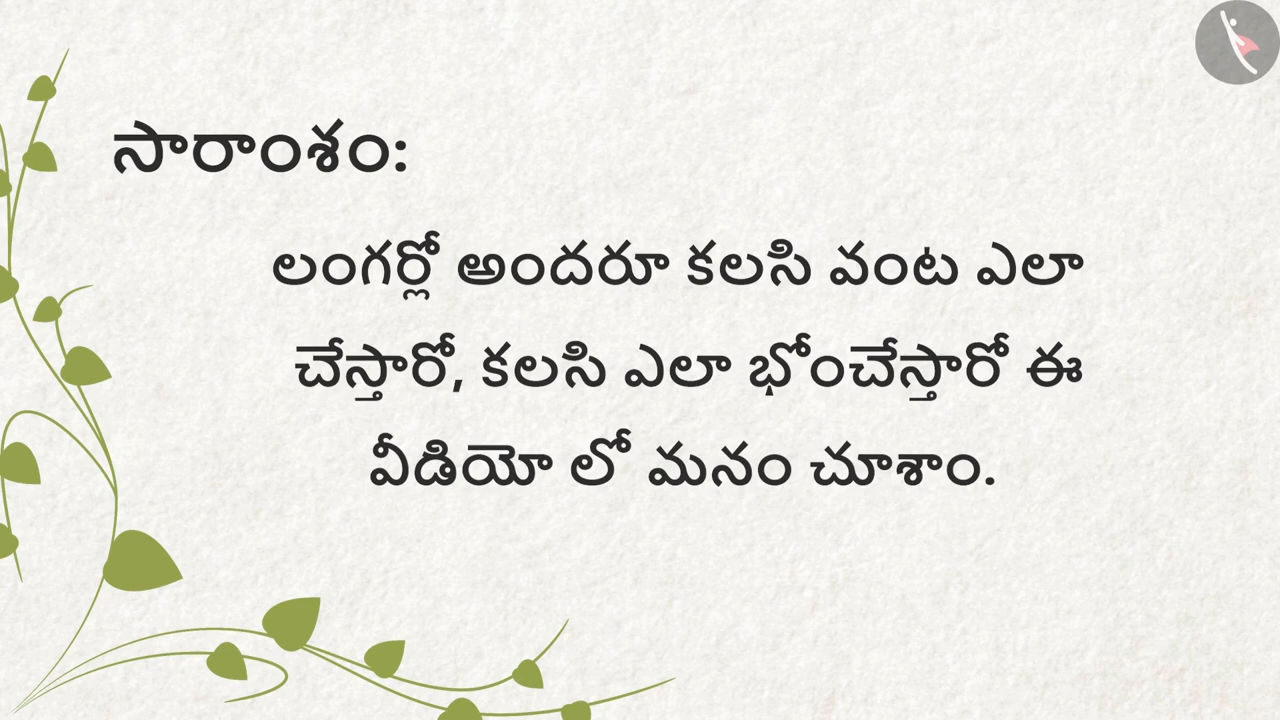 సారాంశం:
లంగర్లో అందరూ కలసి వంట ఎలా
చేస్తారో, కలసి ఎలా భోంచేస్తారో ఈ
వీడియో లో మనం చూశాం.